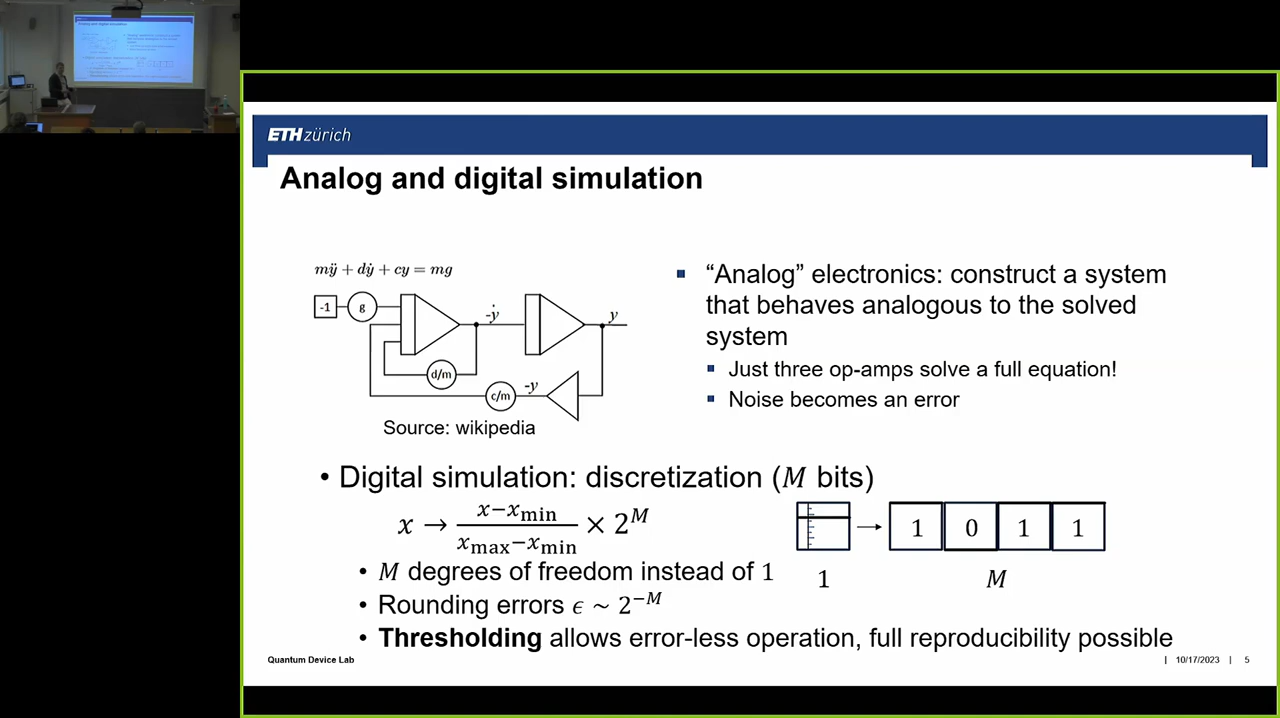 ETH zürich
Analog and digital simulation
mÿ + dẏ + cy = mg
-1 g -ẏ y
d/m
c/m -y
Source: wikipedia
▪ “Analog” electronics: construct a system
that behaves analogous to the solved
system
▪ Just three op-amps solve a full equation!
▪ Noise becomes an error
• Digital simulation: discretization (M bits)
x → (x−x_min)/(x_max−x_min) × 2^M
1 0 1 1
1 M
• M degrees of freedom instead of 1
• Rounding errors ϵ ~ 2^−M
• Thresholding allows error-less operation, full reproducibility possible
Quantum Device Lab | 10/17/2023 | 5